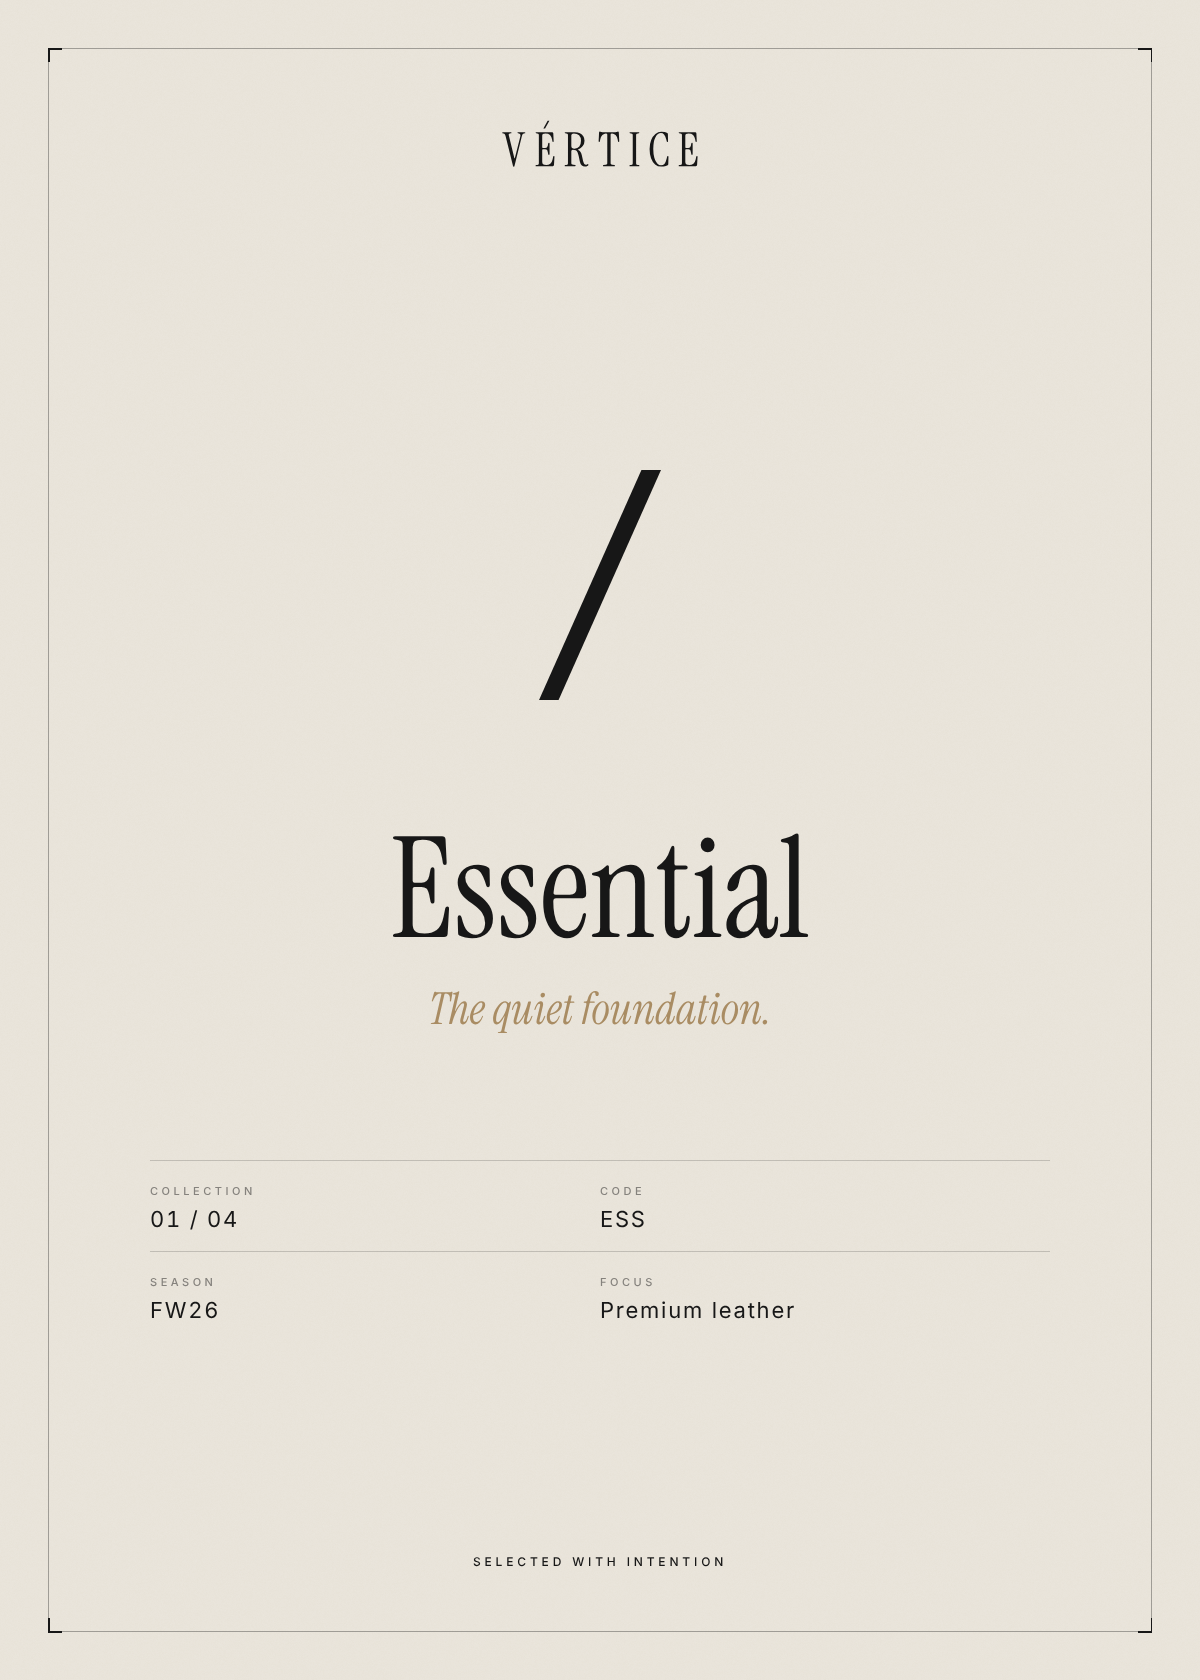 VÉRTICE
/
Essential
The quiet foundation.
COLLECTION CODE
01 / 04 ESS
SEASON FOCUS
FW26 Premium leather
SELECTED WITH INTENTION